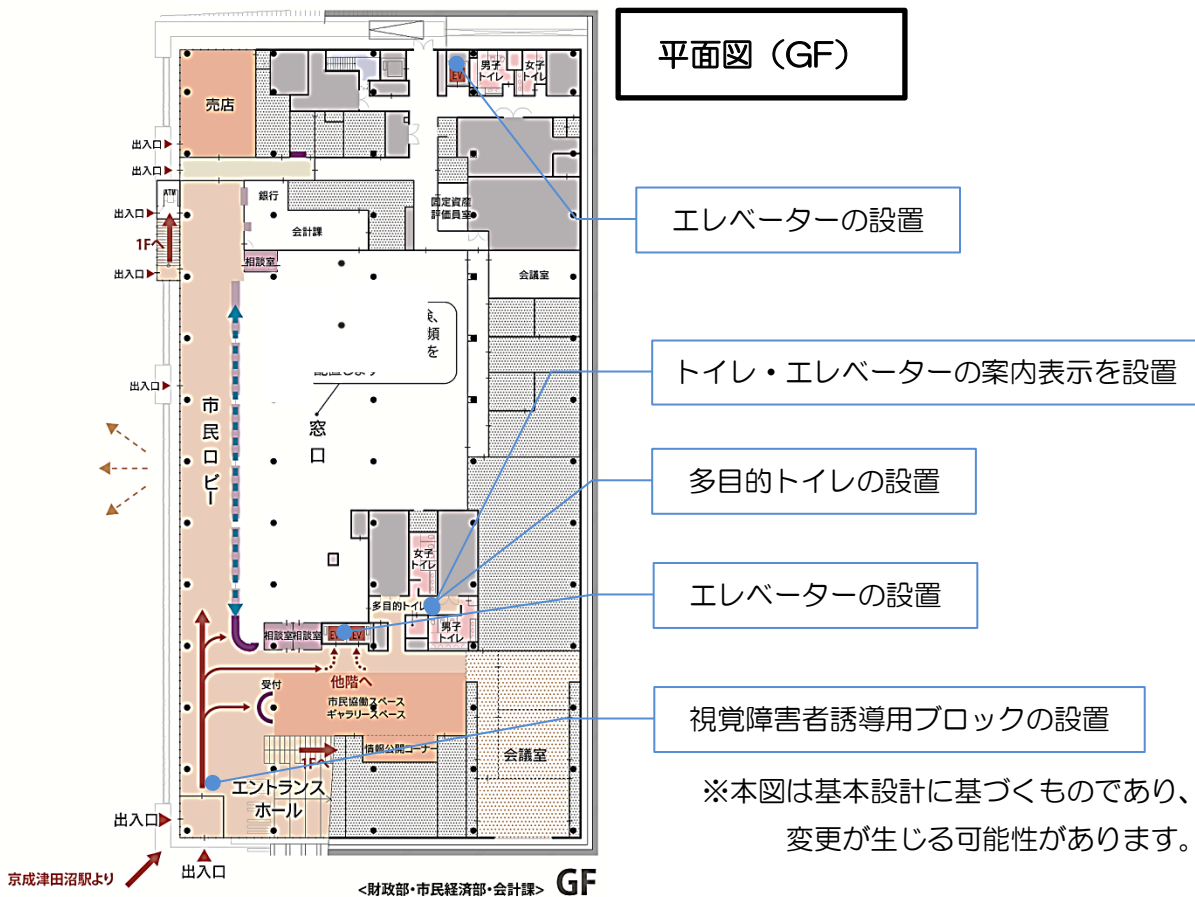 平面図（GF）
EV
男子
トイレ
女子
トイレ
売店
出入口
出入口
ATM
銀行
固定資産
評価員室
出入口
会計課
1Fへ
相談室
出入口
会議室
頻
を
配置します
出入口
市民ロビー
窓口
女子
トイレ
多目的トイレ
男子
トイレ
相談室
相談室
EV
EV
他階へ
受付
市民協働スペース
ギャラリースペース
情報公開コーナー
1Fへ
会議室
エントランス
ホール
出入口
出入口
京成津田沼駅より
<財政部・市民経済部・会計課> GF
エレベーターの設置
トイレ・エレベーターの案内表示を設置
多目的トイレの設置
エレベーターの設置
視覚障害者誘導用ブロックの設置
※本図は基本設計に基づくものであり、
変更が生じる可能性があります。